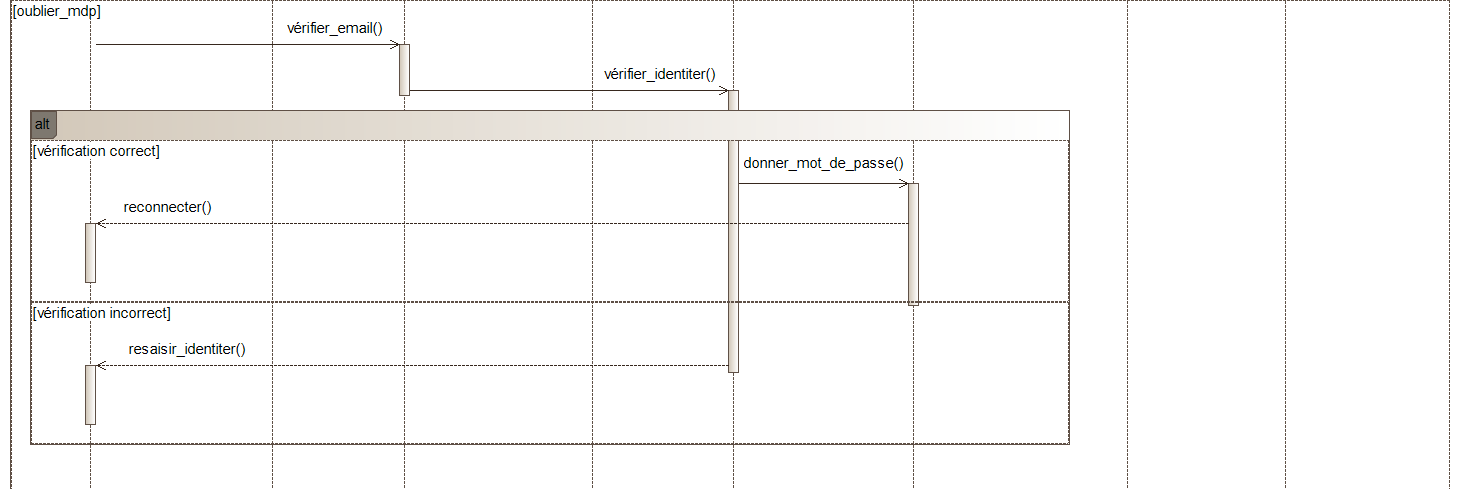 [oublier_mdp]
vérifier_email()
vérifier_identiter()
alt
[vérification correct]
donner_mot_de_passe()
reconnecter()
[vérification incorrect]
resaisir_identiter()